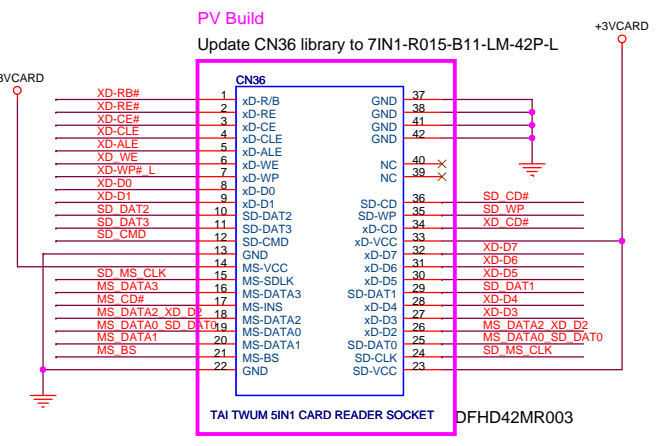 PV Build
Update CN36 library to 7IN1-R015-B11-LM-42P-L
+3VCARD
3VCARD
CN36
XD-RB# 1 xD-R/B
XD-RE# 2 xD-RE
XD-CE# 3 xD-CE
XD-CLE 4 xD-CLE
XD-ALE 5 xD-ALE
XD_WE 6 xD-WE
XD-WP#_L 7 xD-WP
XD-D0 8 xD-D0
XD-D1 9 xD-D1
SD_DAT2 10 SD-DAT2
SD_DAT3 11 SD-DAT3
SD_CMD 12 SD-CMD
13 GND
14 MS-VCC
SD_MS_CLK 15 MS-SDLK
MS_DATA3 16 MS-DATA3
MS_CD# 17 MS-INS
MS_DATA2_XD_D2 18 MS-DATA2
MS_DATA0_SD_DAT0 19 MS-DATA0
MS_DATA1 20 MS-DATA1
MS_BS 21 MS-BS
22 GND
GND 37
GND 38
GND 41
GND 42
NC 40
NC 39
SD-CD 36 SD_CD#
SD-WP 35 SD_WP
xD-CD 34 XD_CD#
xD-VCC 33
xD-D7 32 XD-D7
xD-D6 31 XD-D6
xD-D5 30 XD-D5
SD-DAT1 29 SD_DAT1
xD-D4 28 XD-D4
xD-D3 27 XD-D3
xD-D2 26 MS_DATA2_XD_D2
SD-DAT0 25 MS_DATA0_SD_DAT0
SD-CLK 24 SD_MS_CLK
SD-VCC 23
TAI TWUM 5IN1 CARD READER SOCKET
DFHD42MR003